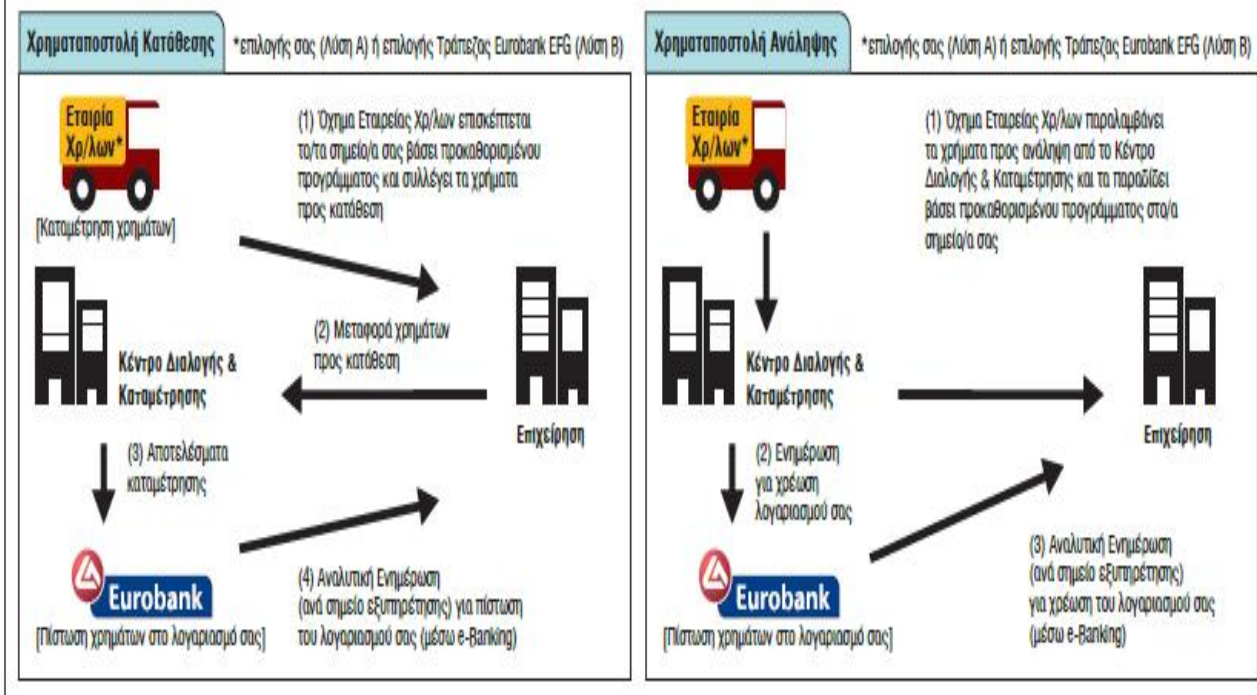 Χρηματαποστολή Κατάθεσης
*επιλογής σας (Λύση Α) ή επιλογής Τράπεζας Eurobank EFG (Λύση Β)
Εταιρία
Χρ/λων*
(1) Όχημα Εταιρείας Χρ/λων επισκέπτεται
το/τα σημείο/α σας βάσει προκαθορισμένου
προγράμματος και συλλέγει τα χρήματα
προς κατάθεση
[Καταμέτρηση χρημάτων]
(2) Μεταφορά χρημάτων
προς κατάθεση
Κέντρο Διαλογής &
Καταμέτρησης
Επιχείρηση
(3) Αποτελέσματα
καταμέτρησης
Eurobank
[Πίστωση χρημάτων στο λογαριασμό σας]
(4) Αναλυτική Ενημέρωση
(ανά σημείο εξυπηρέτησης) για πίστωση
του λογαριασμού σας (μέσω e-Banking)
Χρηματαποστολή Ανάληψης
*επιλογής σας (Λύση Α) ή επιλογής Τράπεζας Eurobank EFG (Λύση Β)
Εταιρία
Χρ/λων*
(1) Όχημα Εταιρείας Χρ/λων παραλαμβάνει
τα χρήματα προς ανάληψη από το Κέντρο
Διαλογής & Καταμέτρησης και τα παραδίδει
βάσει προκαθορισμένου προγράμματος στο/α
σημείο/α σας
Κέντρο Διαλογής &
Καταμέτρησης
Επιχείρηση
(2) Ενημέρωση
για χρέωση
λογαριασμού σας
Eurobank
[Πίστωση χρημάτων στο λογαριασμό σας]
(3) Αναλυτική Ενημέρωση
(ανά σημείο εξυπηρέτησης)
για χρέωση του λογαριασμού σας
(μέσω e-Banking)